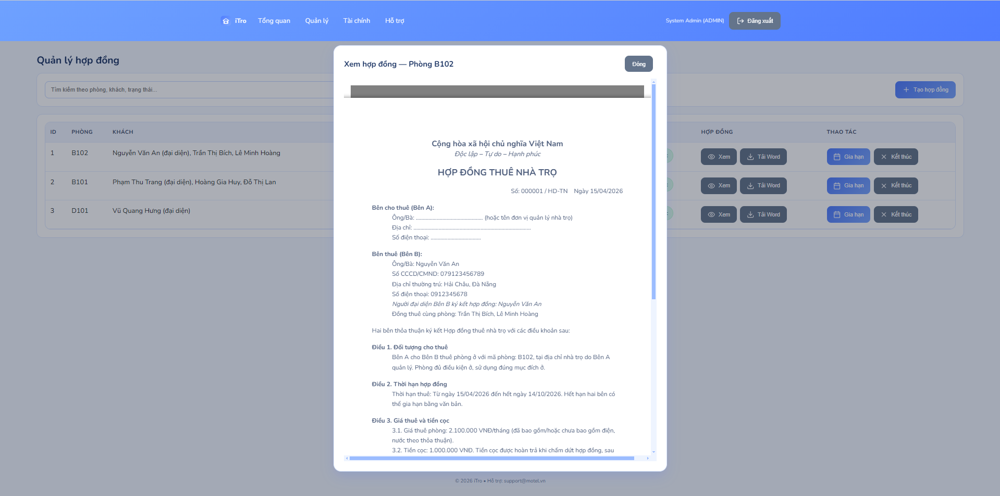 iTro
Tổng quan
Quản lý
Tài chính
Hỗ trợ
System Admin (ADMIN)
Đăng xuất
Quản lý hợp đồng
Tìm kiếm theo phòng, khách, trạng thái...
Tạo hợp đồng
ID PHÒNG KHÁCH HỢP ĐỒNG THAO TÁC
1 B102 Nguyễn Văn An (đại diện), Trần Thị Bích, Lê Minh Hoàng Xem Tải Word Gia hạn Kết thúc
2 B101 Phạm Thu Trang (đại diện), Hoàng Gia Huy, Đỗ Thị Lan Xem Tải Word Gia hạn Kết thúc
3 D101 Vũ Quang Hưng (đại diện) Xem Tải Word Gia hạn Kết thúc
Xem hợp đồng — Phòng B102
Đóng
Cộng hòa xã hội chủ nghĩa Việt Nam
Độc lập – Tự do – Hạnh phúc
HỢP ĐỒNG THUÊ NHÀ TRỌ
Số: 000001 / HD-TN Ngày 15/04/2026
Bên cho thuê (Bên A):
Ông/Bà: ................................................ (hoặc tên đơn vị quản lý nhà trọ)
Địa chỉ: ....................................................................................
Số điện thoại: ....................................
Bên thuê (Bên B):
Ông/Bà: Nguyễn Văn An
Số CCCD/CMND: 079123456789
Địa chỉ thường trú: Hải Châu, Đà Nẵng
Số điện thoại: 0912345678
Người đại diện Bên B ký kết hợp đồng: Nguyễn Văn An
Đồng thuê cùng phòng: Trần Thị Bích, Lê Minh Hoàng
Hai bên thỏa thuận ký kết Hợp đồng thuê nhà trọ với các điều khoản sau:
Điều 1. Đối tượng cho thuê
Bên A cho Bên B thuê phòng ở với mã phòng: B102, tại địa chỉ nhà trọ do Bên A
quản lý. Phòng đủ điều kiện ở, sử dụng đúng mục đích ở.
Điều 2. Thời hạn hợp đồng
Thời hạn thuê: Từ ngày 15/04/2026 đến hết ngày 14/10/2026. Hết hạn hai bên có
thể gia hạn bằng văn bản.
Điều 3. Giá thuê và tiền cọc
3.1. Giá thuê phòng: 2.100.000 VNĐ/tháng (đã bao gồm/hoặc chưa bao gồm điện,
nước theo thỏa thuận).
3.2. Tiền cọc: 1.000.000 VNĐ. Tiền cọc được hoàn trả khi chấm dứt hợp đồng, sau
© 2026 iTro • Hỗ trợ: support@motel.vn